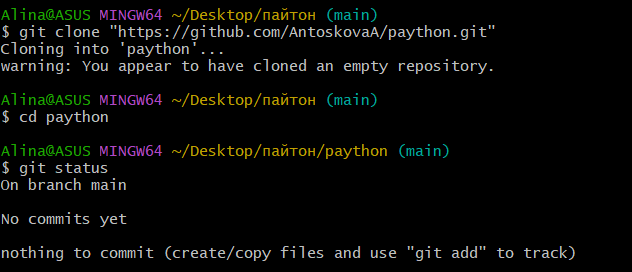 Alina@ASUS MINGW64 ~/Desktop/пайтон (main)
$ git clone "https://github.com/AntoskovaA/paython.git"
Cloning into 'paython'...
warning: You appear to have cloned an empty repository.
Alina@ASUS MINGW64 ~/Desktop/пайтон (main)
$ cd paython
Alina@ASUS MINGW64 ~/Desktop/пайтон/paython (main)
$ git status
On branch main
No commits yet
nothing to commit (create/copy files and use "git add" to track)